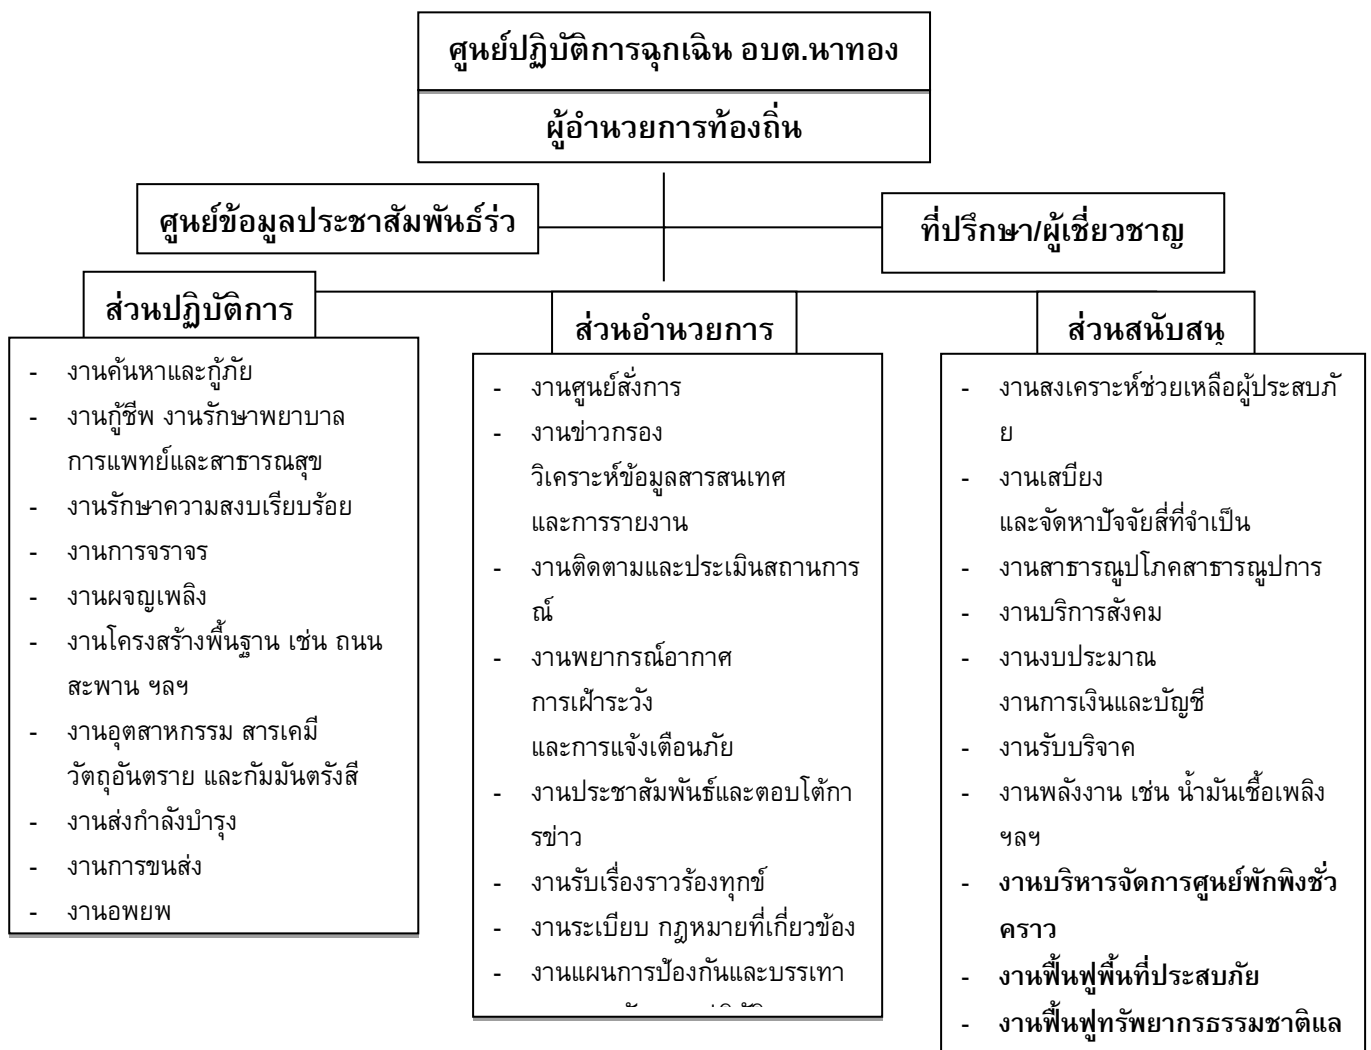 ศูนย์ปฏิบัติการฉุกเฉิน อบต.นาทอง
ผู้อำนวยการท้องถิ่น
ศูนย์ข้อมูลประชาสัมพันธ์ร่ว
ที่ปรึกษา/ผู้เชี่ยวชาญ
ส่วนปฏิบัติการ
- งานค้นหาและกู้ภัย
- งานกู้ชีพ งานรักษาพยาบาล
การแพทย์และสาธารณสุข
- งานรักษาความสงบเรียบร้อย
- งานการจราจร
- งานผจญเพลิง
- งานโครงสร้างพื้นฐาน เช่น ถนน
สะพาน ฯลฯ
- งานอุตสาหกรรม สารเคมี
วัตถุอันตราย และกัมมันตรังสี
- งานส่งกำลังบำรุง
- งานการขนส่ง
- งานอพยพ
ส่วนอำนวยการ
- งานศูนย์สั่งการ
- งานข่าวกรอง
วิเคราะห์ข้อมูลสารสนเทศ
และการรายงาน
- งานติดตามและประเมินสถานการ
ณ์
- งานพยากรณ์อากาศ
การเฝ้าระวัง
และการแจ้งเตือนภัย
- งานประชาสัมพันธ์และตอบโต้กา
รข่าว
- งานรับเรื่องราวร้องทุกข์
- งานระเบียบ กฎหมายที่เกี่ยวข้อง
- งานแผนการป้องกันและบรรเทา
ส่วนสนับสนุ
- งานสงเคราะห์ช่วยเหลือผู้ประสบภั
ย
- งานเสบียง
และจัดหาปัจจัยสี่ที่จำเป็น
- งานสาธารณูปโภคสาธารณูปการ
- งานบริการสังคม
- งานงบประมาณ
งานการเงินและบัญชี
- งานรับบริจาค
- งานพลังงาน เช่น น้ำมันเชื้อเพลิง
ฯลฯ
- งานบริหารจัดการศูนย์พักพิงชั่ว
คราว
- งานฟื้นฟูพื้นที่ประสบภัย
- งานฟื้นฟูทรัพยากรธรรมชาติแล